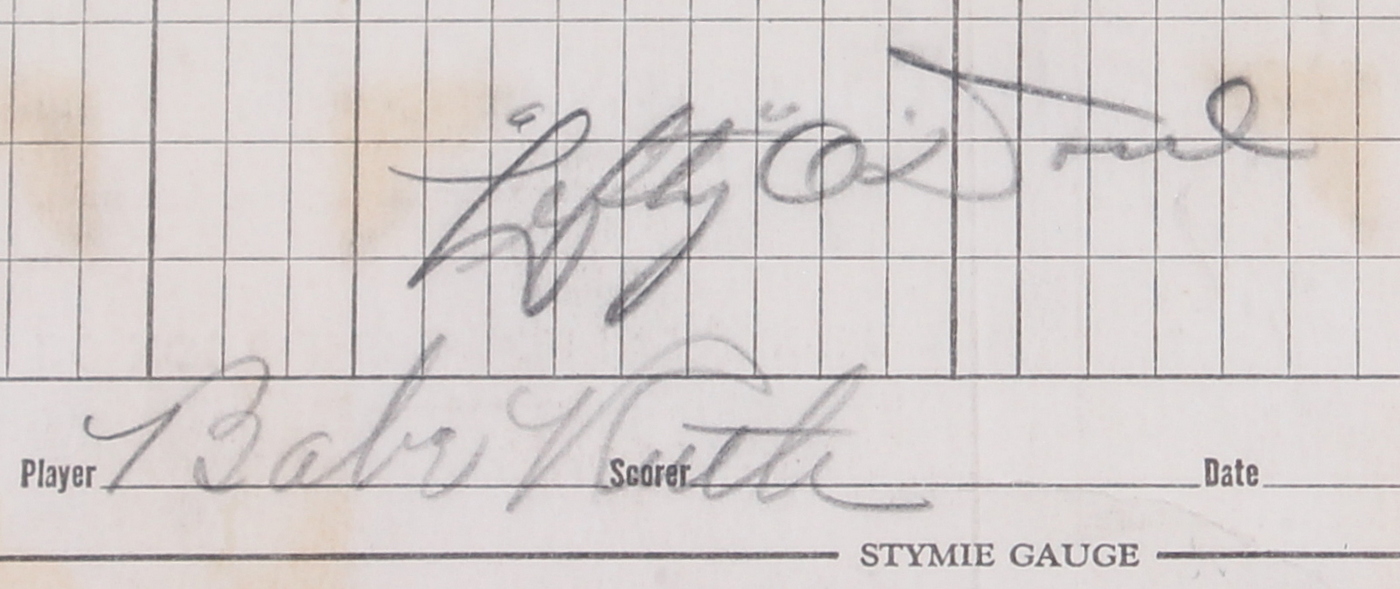 "Lefty" O'Doul
Babe Ruth
Player Scorer Date
STYMIE GAUGE